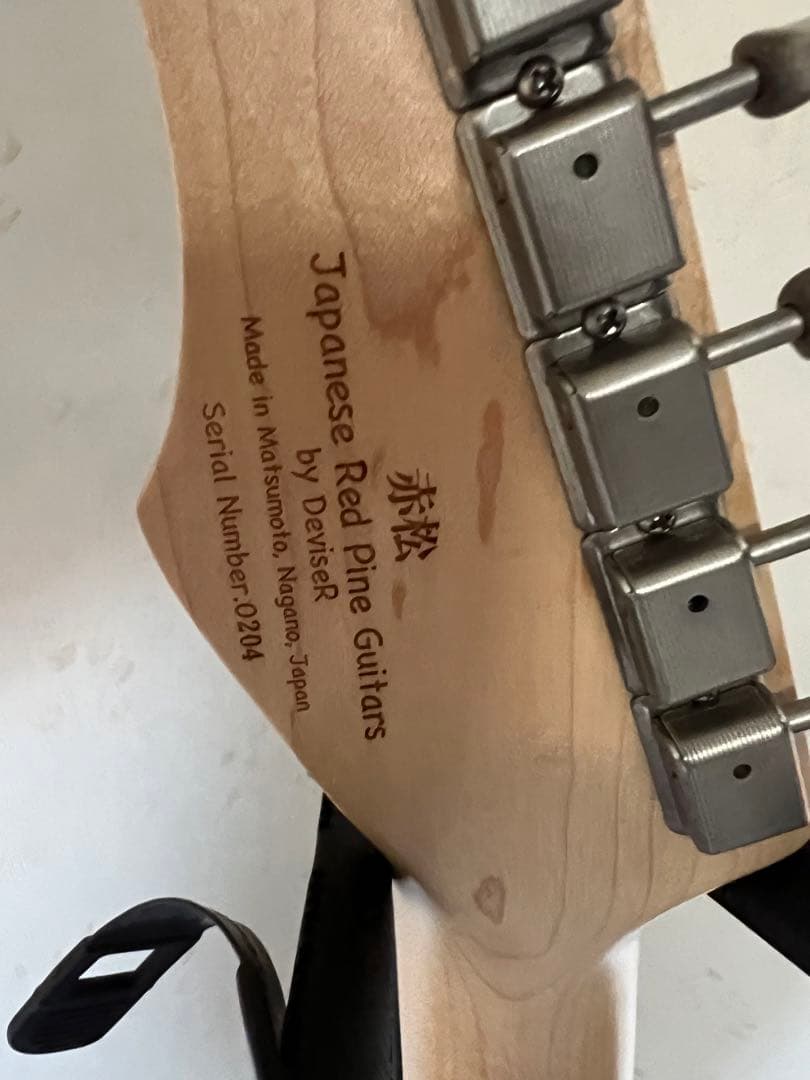 赤松
Japanese Red Pine Guitars
by DeviseR
Made in Matsumoto, Nagano, Japan
Serial Number.0204